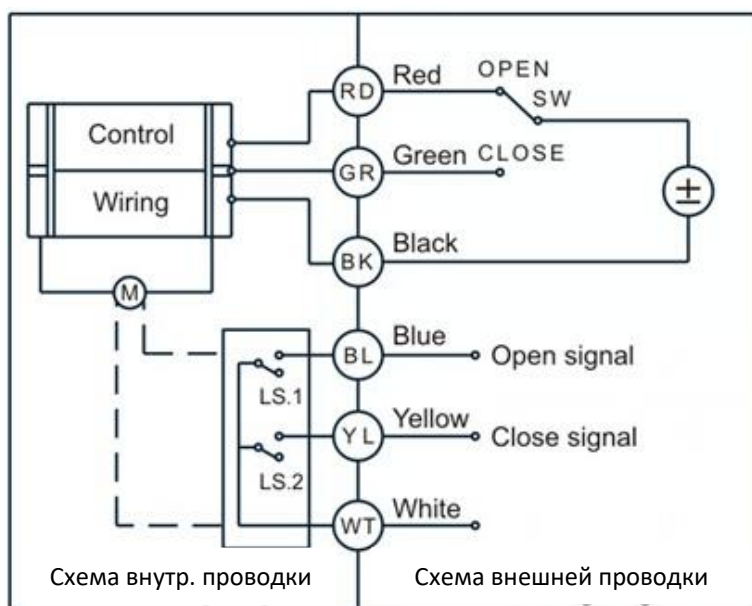 Control
Wiring
M
RD
Red
OPEN
SW
GR
Green
CLOSE
±
BK
Black
BL
Blue
Open signal
LS.1
YL
Yellow
Close signal
LS.2
WT
White
Схема внутр. проводки
Схема внешней проводки